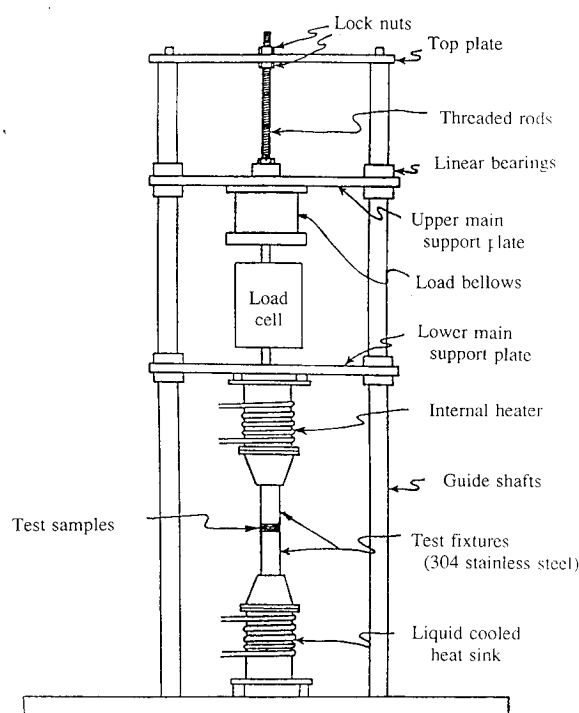 Lock nuts
Top plate
Threaded rods
Linear bearings
Upper main
support plate
Load bellows
Load
cell
Lower main
support plate
Internal heater
Guide shafts
Test samples
Test fixtures
(304 stainless steel)
Liquid cooled
heat sink